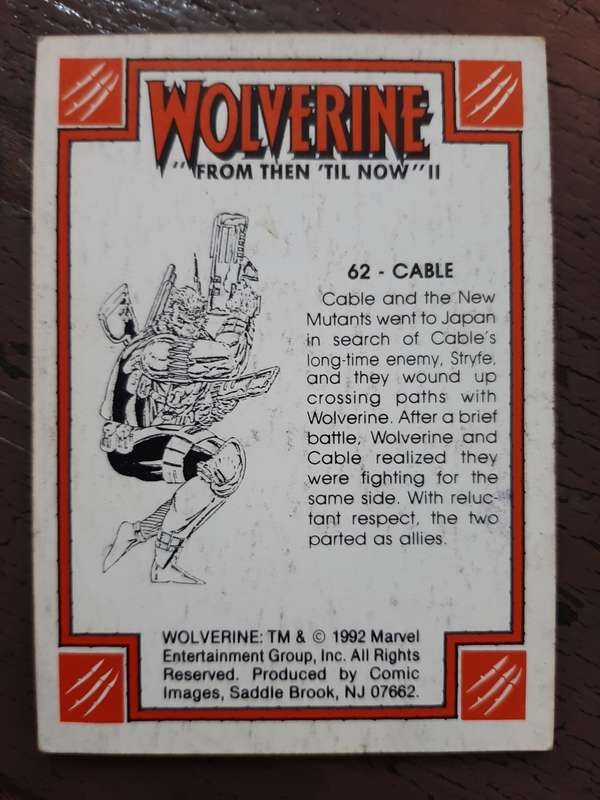 WOLVERINE
"FROM THEN 'TIL NOW" II
62 - CABLE
Cable and the New
Mutants went to Japan
in search of Cable's
long-time enemy, Stryfe,
and they wound up
crossing paths with
Wolverine. After a brief
battle, Wolverine and
Cable realized they
were fighting for the
same side. With reluc-
tant respect, the two
parted as allies.
WOLVERINE: TM & © 1992 Marvel
Entertainment Group, Inc. All Rights
Reserved. Produced by Comic
Images, Saddle Brook, NJ 07662.